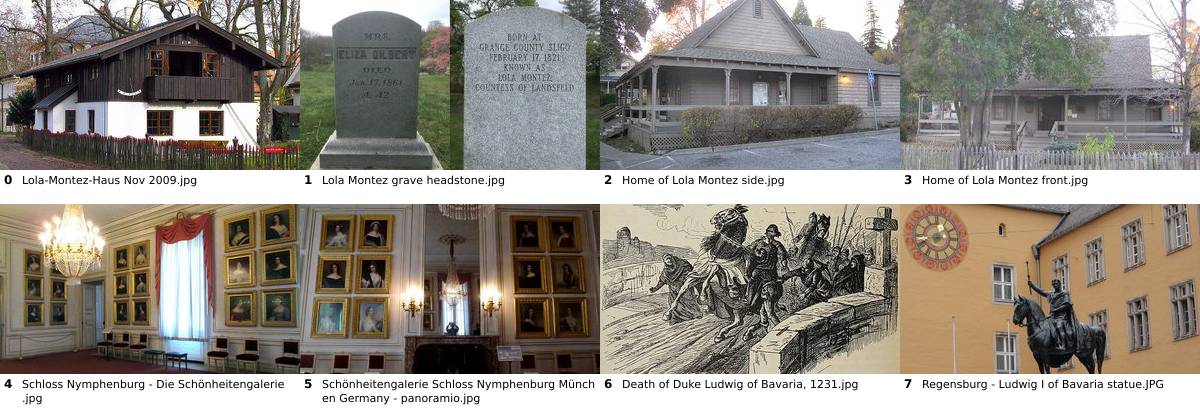 MRS.
ELIZA GILBERT
DIED
Jan. 17, 1861
Æ. 42
BORN AT
GRANGE COUNTY SLIGO
FEBRUARY 17, 1821
KNOWN AS
LOLA MONTEZ
COUNTESS OF LANDSFELD
0 Lola-Montez-Haus Nov 2009.jpg
1 Lola Montez grave headstone.jpg
2 Home of Lola Montez side.jpg
3 Home of Lola Montez front.jpg
4 Schloss Nymphenburg - Die Schönheitengalerie
.jpg
5 Schönheitengalerie Schloss Nymphenburg Münch
en Germany - panoramio.jpg
6 Death of Duke Ludwig of Bavaria, 1231.jpg
7 Regensburg - Ludwig I of Bavaria statue.JPG